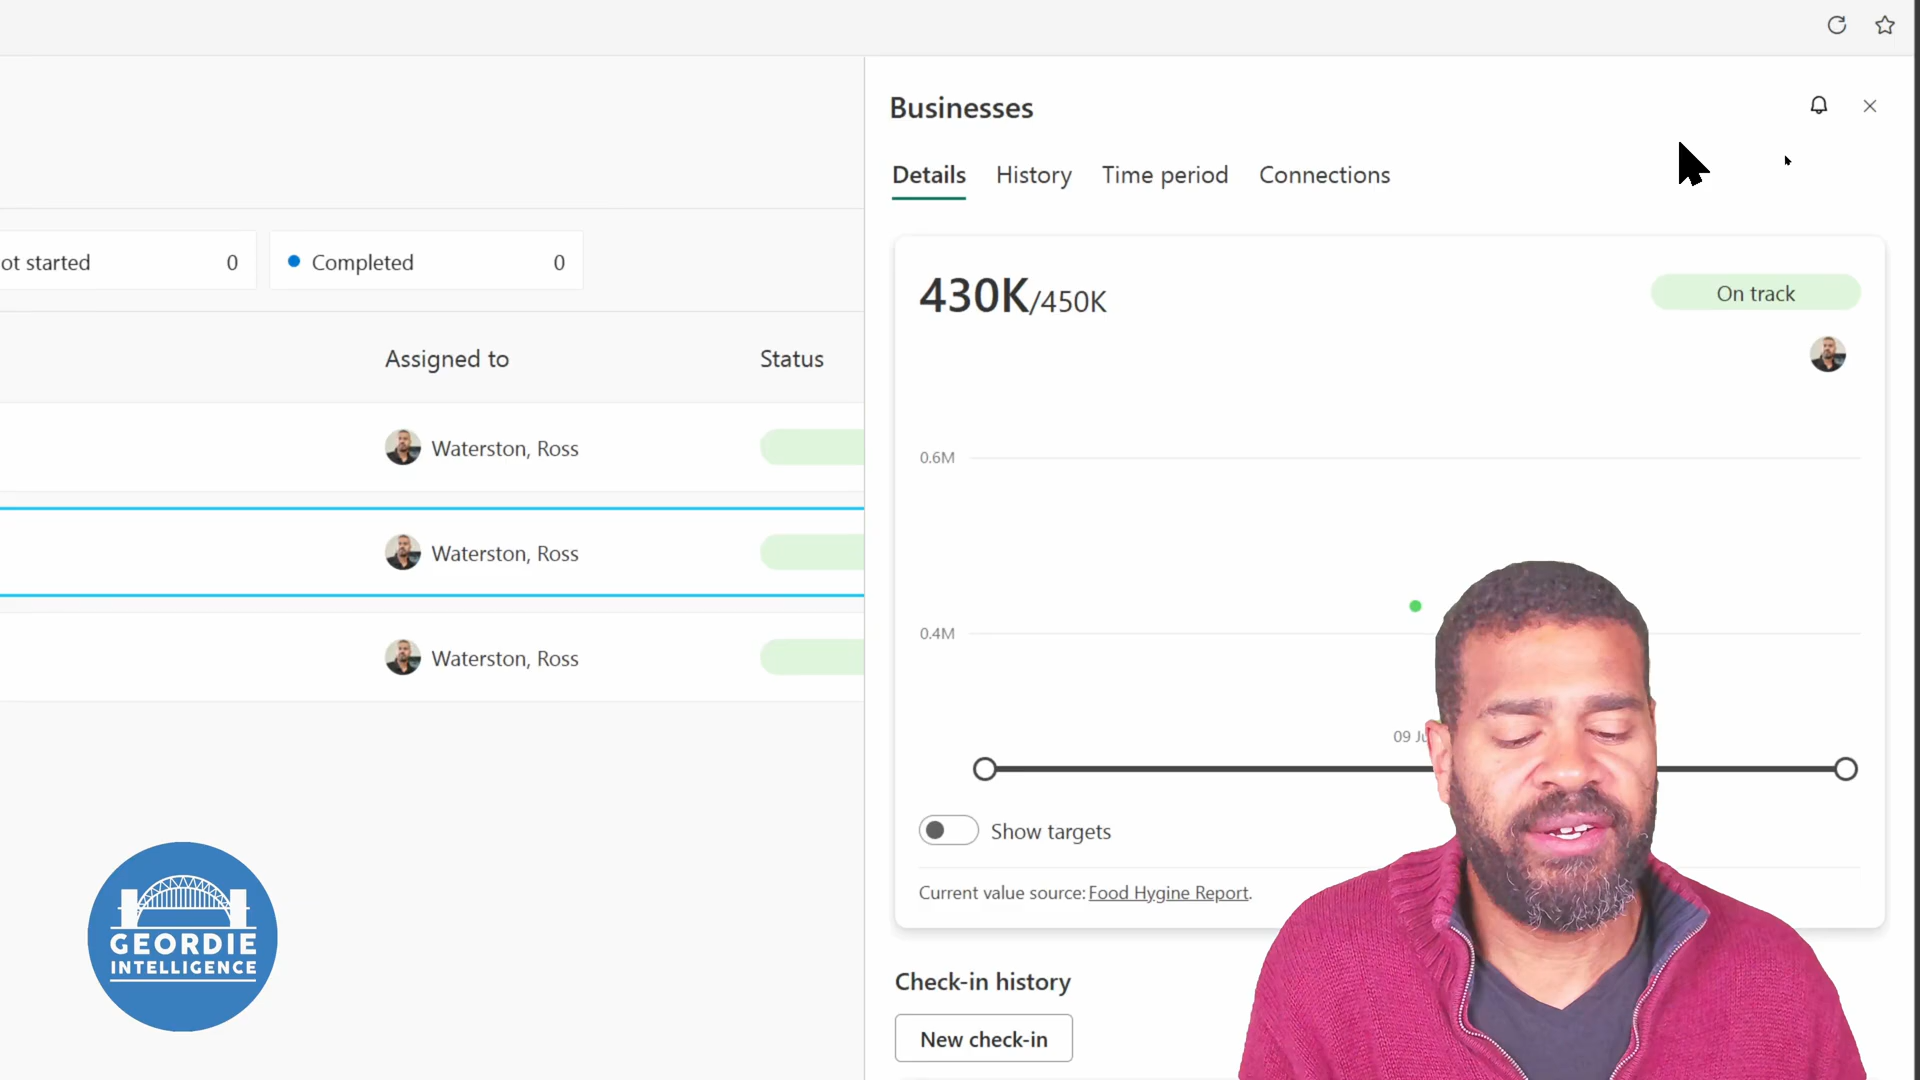 Businesses
Details History Time period Connections
ot started 0
Completed 0
430K/450K
On track
Assigned to Status
0.6M
Waterston, Ross
Waterston, Ross
0.4M
Waterston, Ross
09 Ju
Show targets
Current value source: Food Hygine Report.
GEORDIE
INTELLIGENCE
Check-in history
New check-in